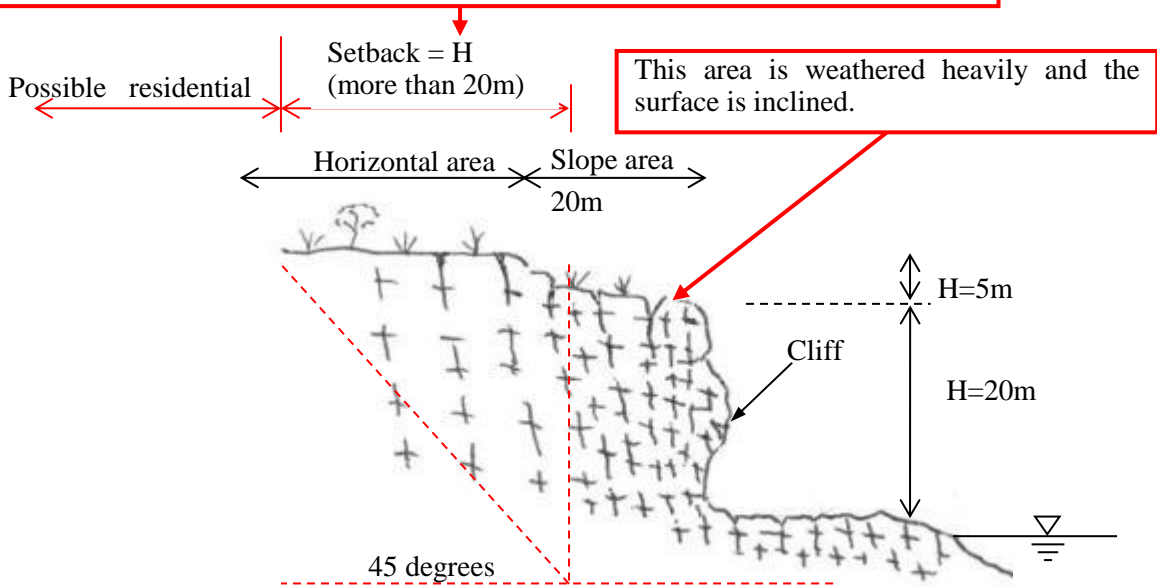 Setback = H
(more than 20m)
Possible residential
This area is weathered heavily and the
surface is inclined.
Horizontal area
Slope area
20m
H=5m
Cliff
H=20m
45 degrees